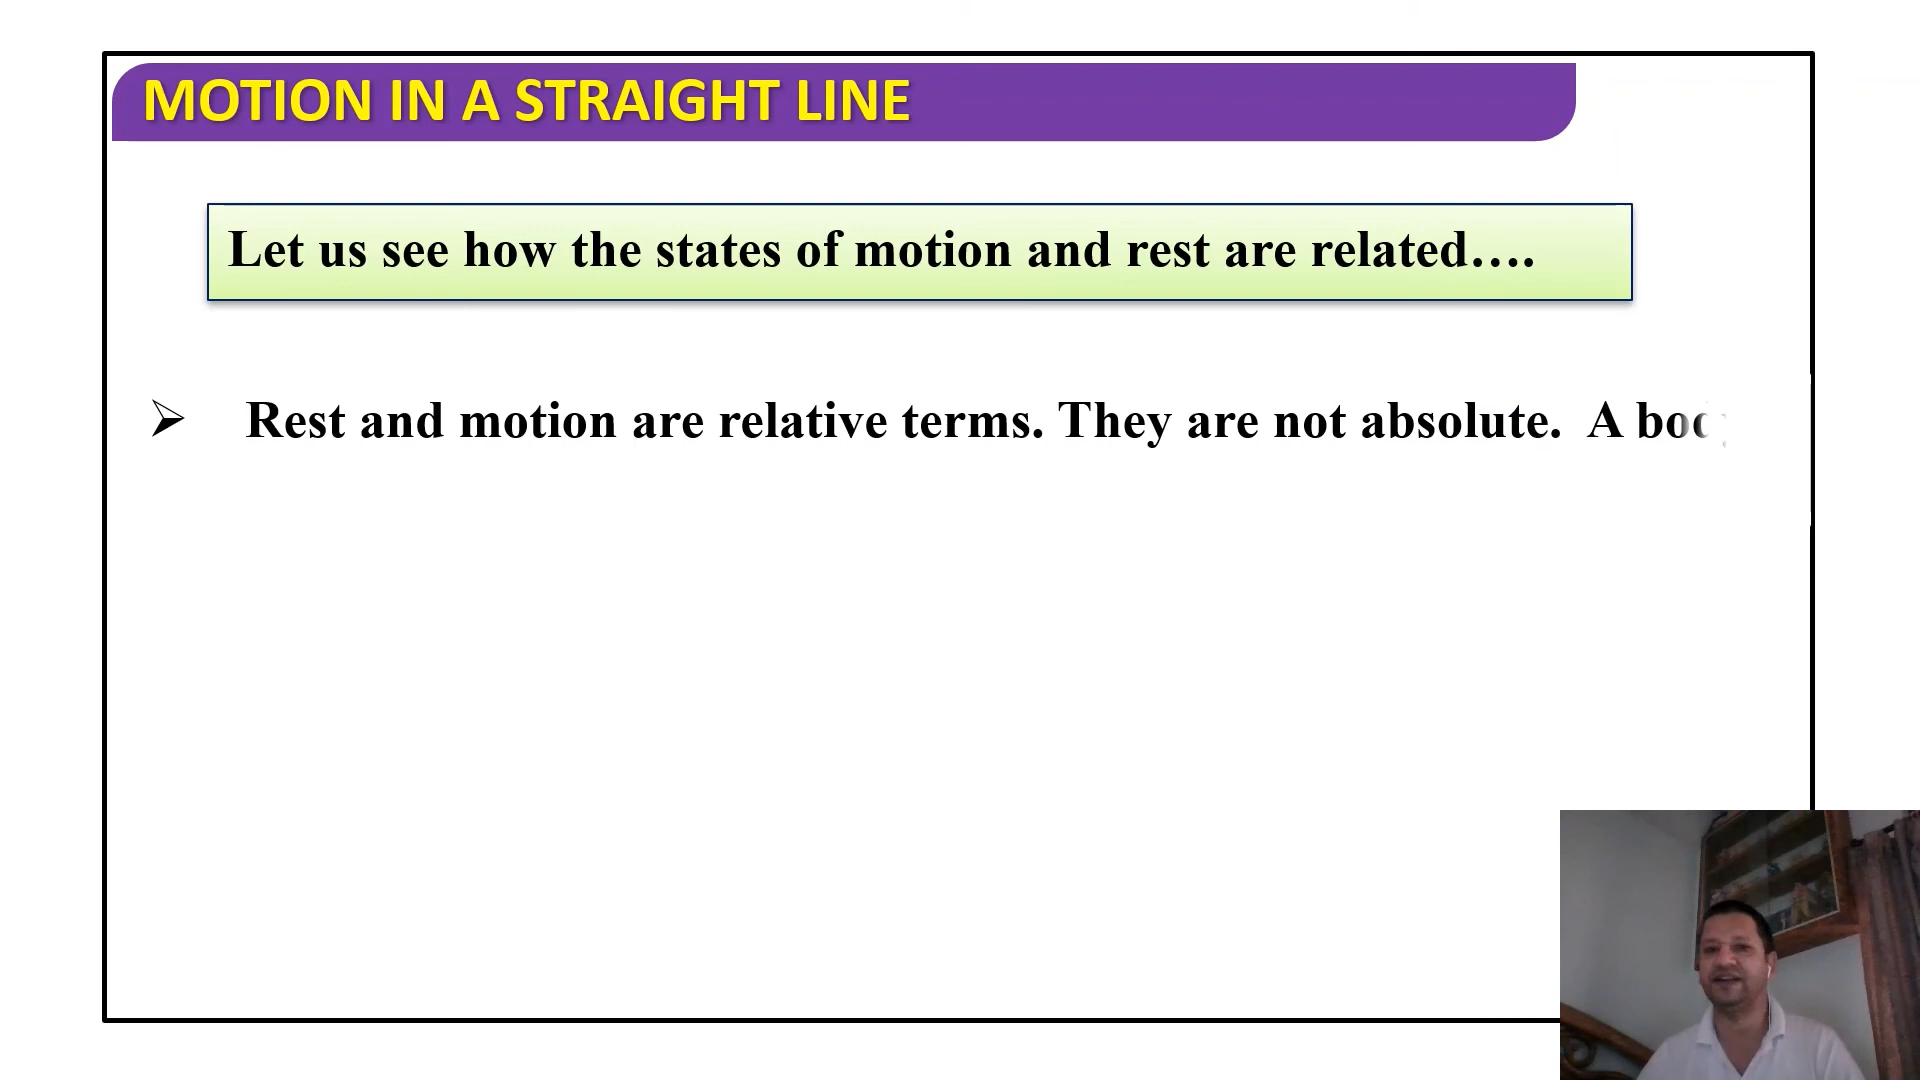 MOTION IN A STRAIGHT LINE
Let us see how the states of motion and rest are related….
Rest and motion are relative terms. They are not absolute. A